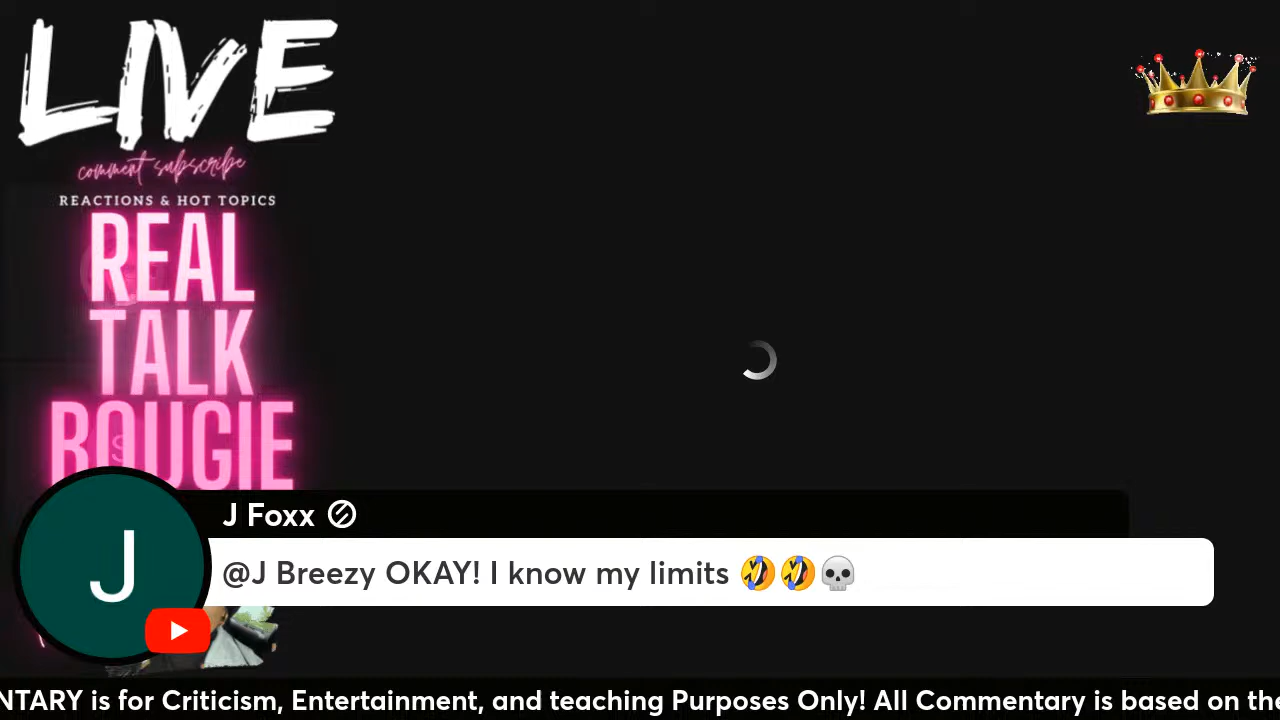 LIVE
comment subscribe
REACTIONS & HOT TOPICS
REAL
TALK
BOUGIE
J Foxx
J
@J Breezy OKAY! I know my limits 🤣🤣💀
NTARY is for Criticism, Entertainment, and teaching Purposes Only! All Commentary is based on the